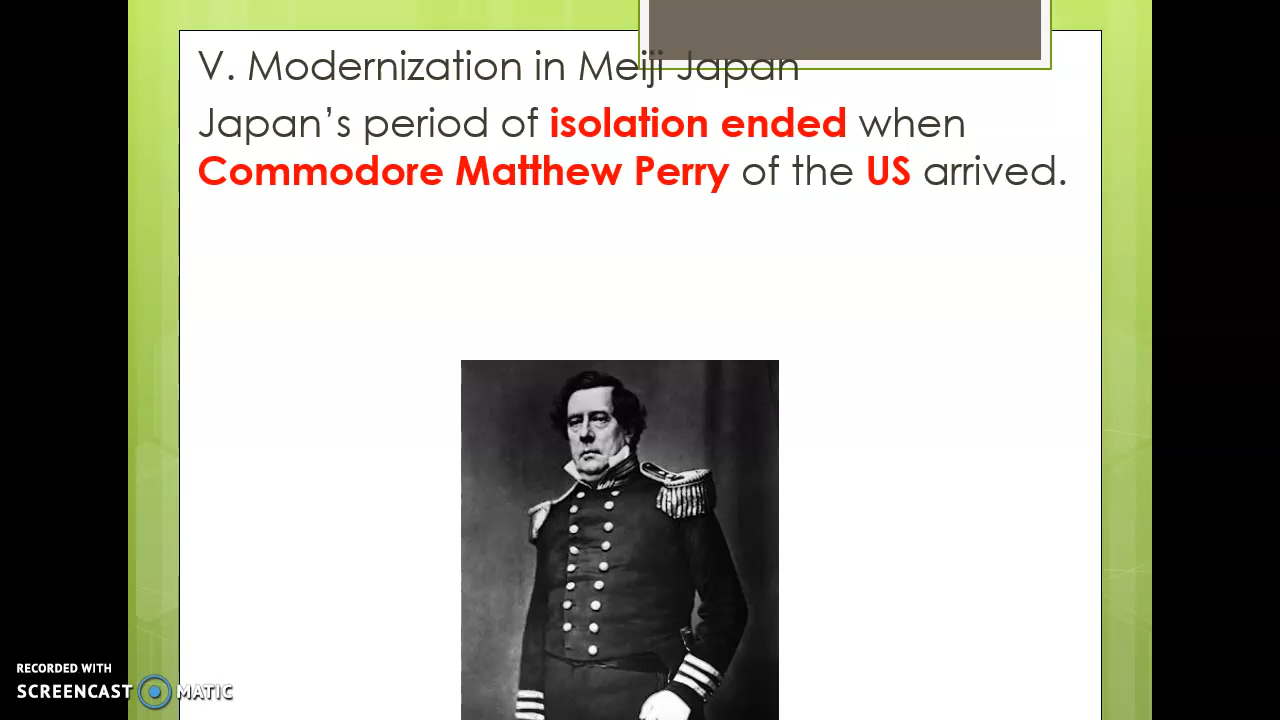 V. Modernization in Meiji Japan
Japan’s period of isolation ended when
Commodore Matthew Perry of the US arrived.
RECORDED WITH
SCREENCAST MATIC